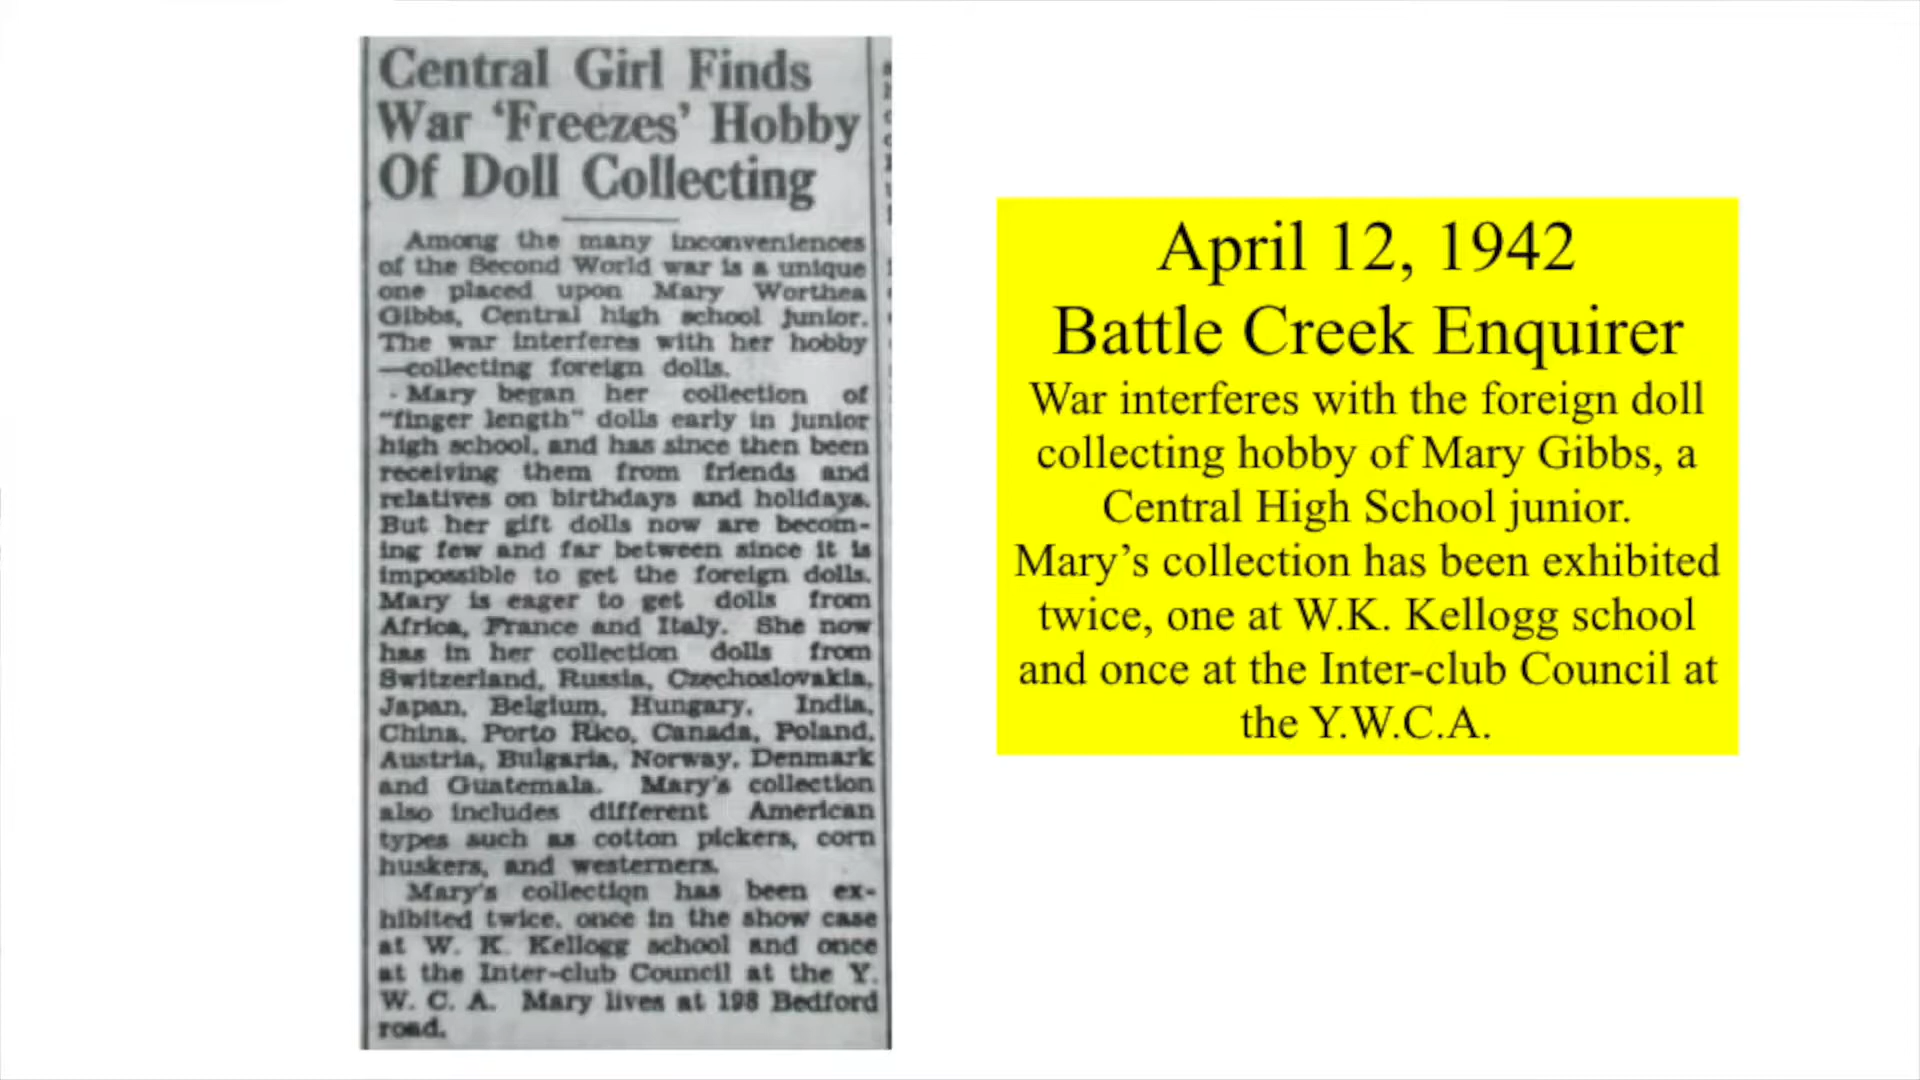 Central Girl Finds
War 'Freezes' Hobby
Of Doll Collecting
Among the many inconveniences
of the Second World war is a unique
one placed upon Mary Worthea
Gibbs, Central high school junior.
The war interferes with her hobby
—collecting foreign dolls.
Mary began her collection of
"finger length" dolls early in junior
high school, and has since then been
receiving them from friends and
relatives on birthdays and holidays.
But her gift dolls now are becom-
ing few and far between since it is
impossible to get the foreign dolls.
Mary is eager to get dolls from
Africa, France and Italy. She now
has in her collection dolls from
Switzerland, Russia, Czechoslovakia,
Japan, Belgium, Hungary, India,
China, Porto Rico, Canada, Poland,
Austria, Bulgaria, Norway, Denmark
and Guatemala. Mary's collection
also includes different American
types such as cotton pickers, corn
huskers, and westerners.
Mary's collection has been ex-
hibited twice, once in the show case
at W. K. Kellogg school and once
at the Inter-club Council at the Y.
W. C. A. Mary lives at 198 Bedford
road.
April 12, 1942
Battle Creek Enquirer
War interferes with the foreign doll
collecting hobby of Mary Gibbs, a
Central High School junior.
Mary's collection has been exhibited
twice, one at W.K. Kellogg school
and once at the Inter-club Council at
the Y.W.C.A.